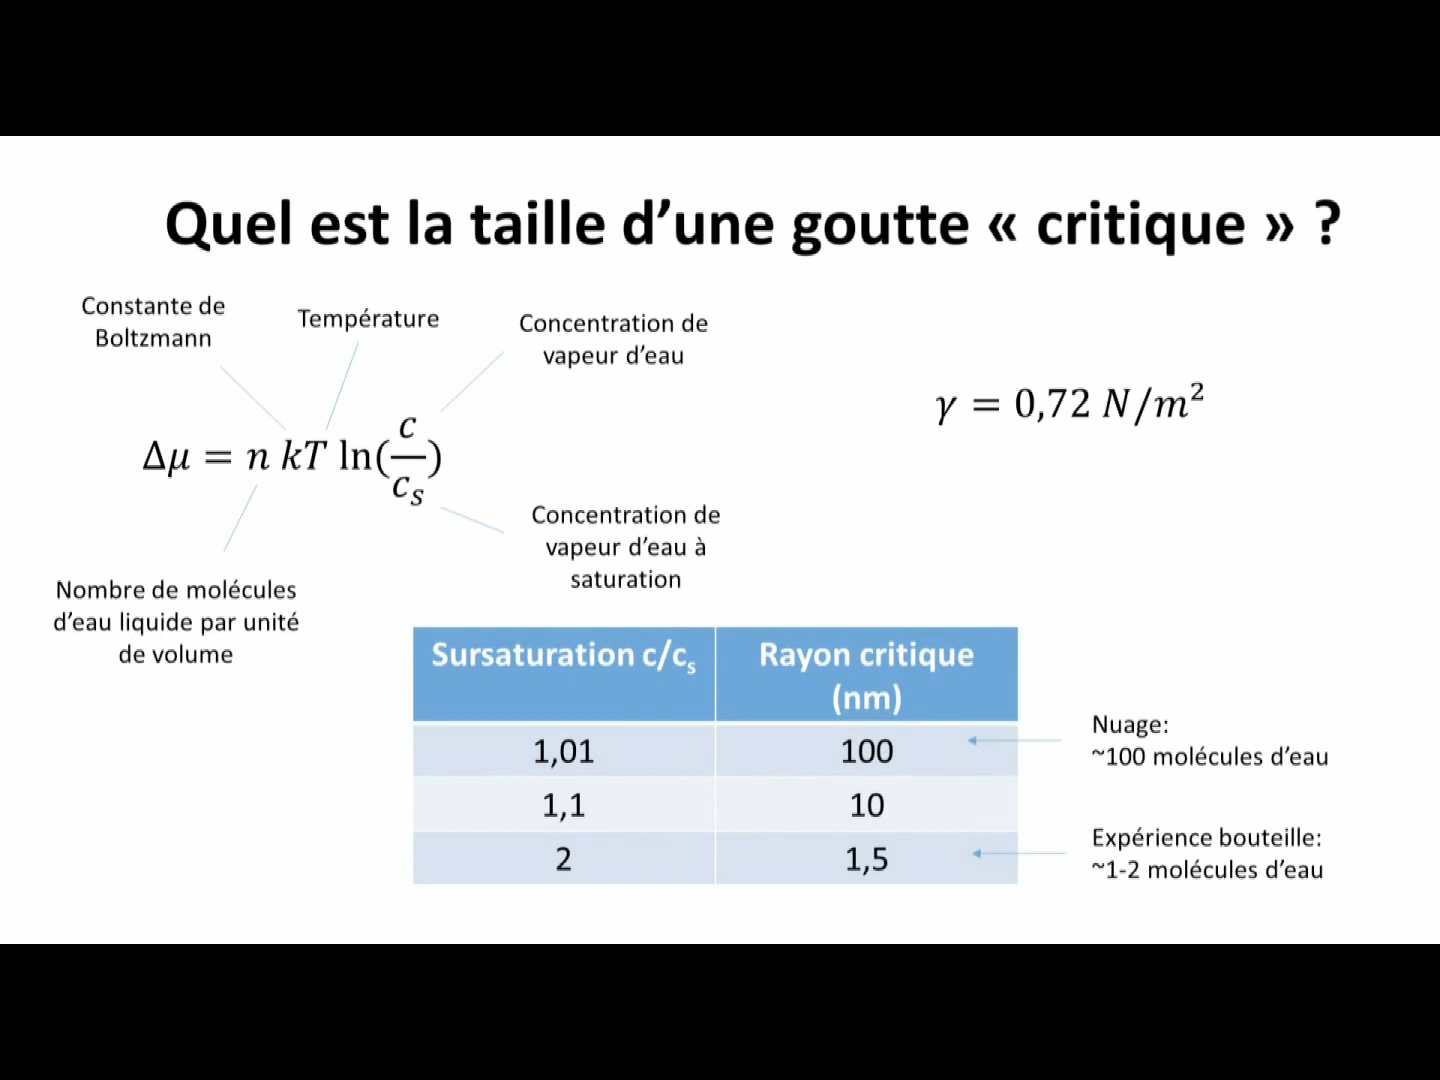 Quel est la taille d’une goutte « critique » ?
Constante de
Boltzmann
Température
Concentration de
vapeur d’eau
γ = 0,72 N/m²
Δμ = n kT ln(c/cₛ)
Concentration de
vapeur d’eau à
saturation
Nombre de molécules
d’eau liquide par unité
de volume
Sursaturation c/cₛ
Rayon critique
(nm)
1,01
100
1,1
10
2
1,5
Nuage:
~100 molécules d’eau
Expérience bouteille:
~1-2 molécules d’eau